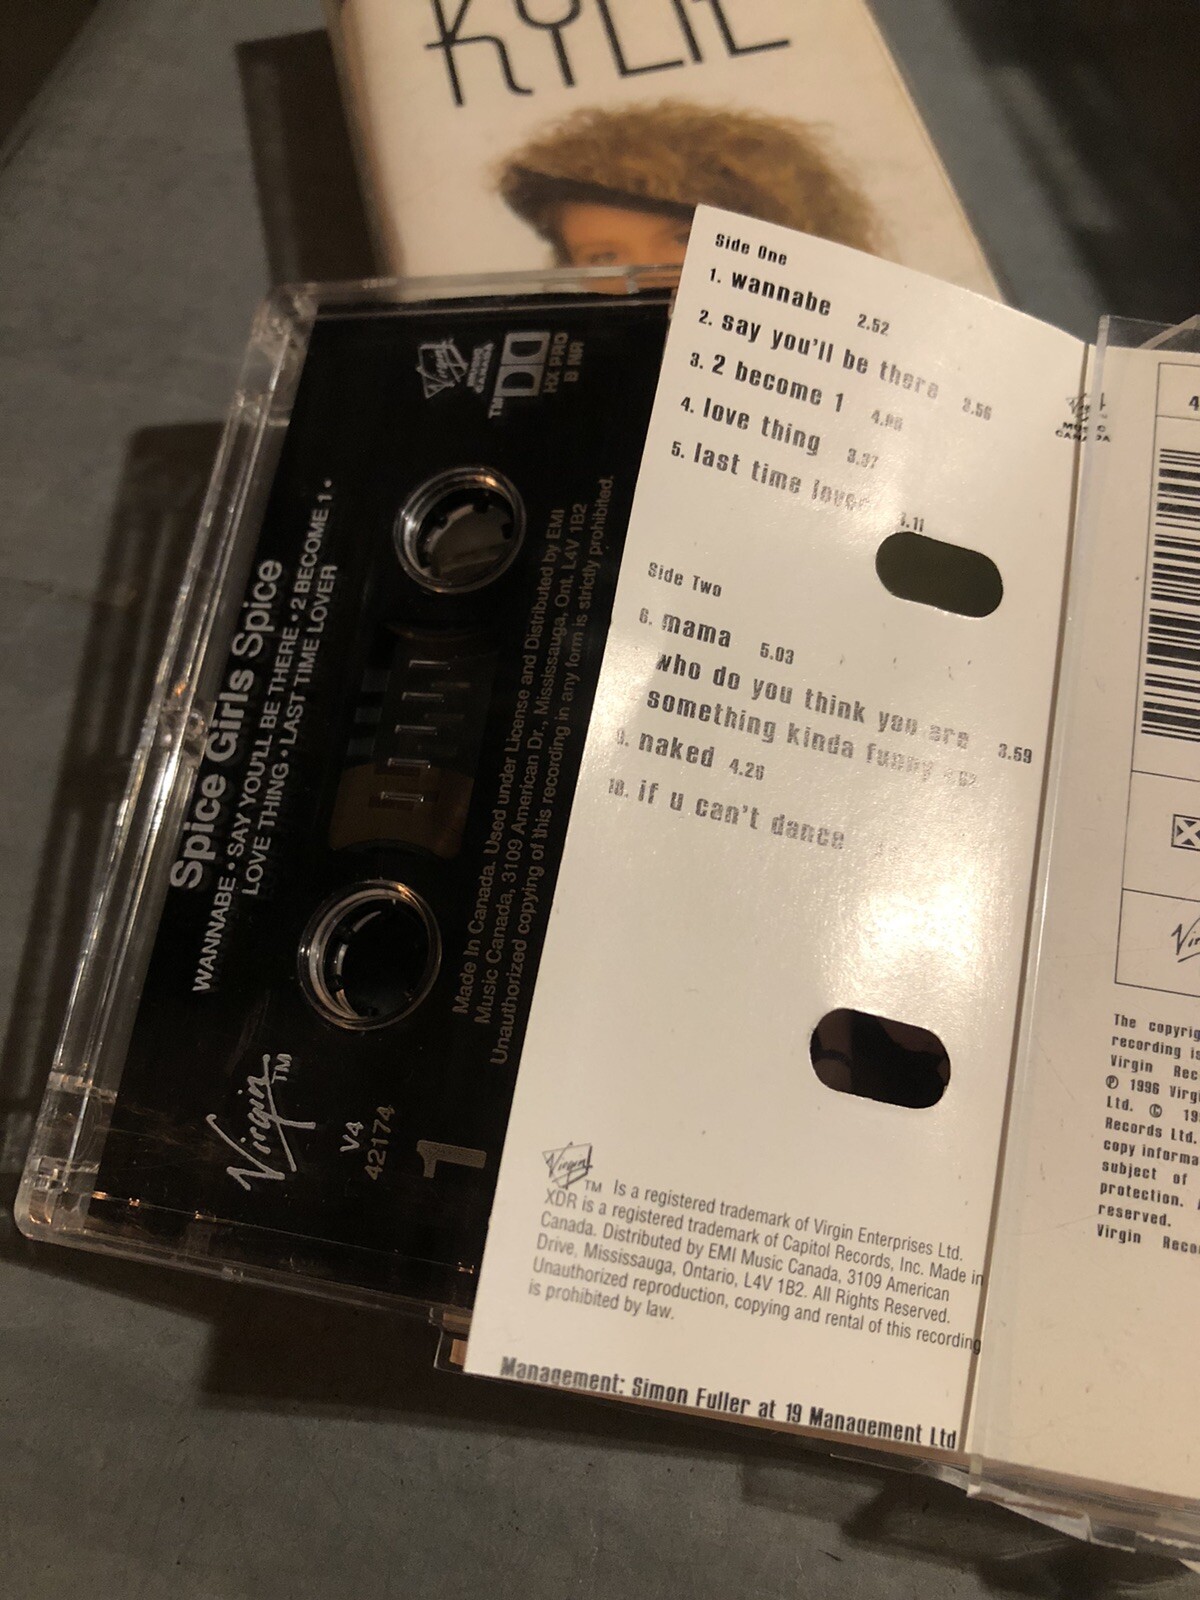 KYLIE
Side One
1. wannabe 2.52
2. say you'll be there 3.56
3. 2 become 1
4. love thing 3.37
5. last time lover
Side Two
6. mama 5.03
who do you think you are 3.59
something kinda funny
9. naked 4.26
10. if u can't dance
Virgin TM Is a registered trademark of Virgin Enterprises Ltd.
XDR is a registered trademark of Capitol Records, Inc. Made in
Canada. Distributed by EMI Music Canada, 3109 American
Drive, Mississauga, Ontario, L4V 1B2. All Rights Reserved.
Unauthorized reproduction, copying and rental of this recording
is prohibited by law.
Management: Simon Fuller at 19 Management Ltd
Spice Girls Spice
WANNABE • SAY YOU'LL BE THERE • 2 BECOME 1 •
LOVE THING • LAST TIME LOVER
Virgin
MUSIC
CANADA
TM
HX PRO
B NR
Made In Canada. Used under License and Distributed by EMI
Music Canada, 3109 American Dr., Mississauga, Ont. L4V 1B2
Unauthorized copying of this recording in any form is strictly prohibited.
Virgin TM
V4
42174
1
4
The copyrig
recording is
Virgin Rec
℗ 1996 Virgi
Ltd. © 19
Records Ltd.
copy informa
subject of
protection.
reserved.
Virgin Reco